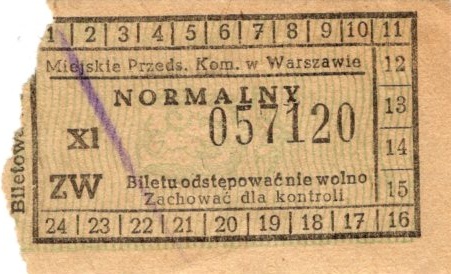 1 | 2 | 3 | 4 | 5 | 6 | 7 | 8 | 9 | 10 | 11
Miejskie Przeds. Kom. w Warszawie
12
NORMALNY
13
057120
XI
14
ZW
Biletu odstępować nie wolno
15
Zachować dla kontroli
24 | 23 | 22 | 21 | 20 | 19 | 18 | 17 | 16